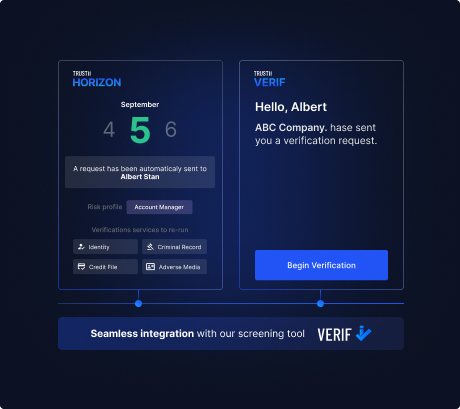 TRUSTii
HORIZON
September
4 5 6
A request has been automaticaly sent to
Albert Stan
Risk profile Account Manager
Verifications services to re-run
Identity Criminal Record
Credit File Adverse Media
TRUSTii
VERIF
Hello, Albert
ABC Company. hase sent
you a verification request.
Begin Verification
Seamless integration with our screening tool VERIF